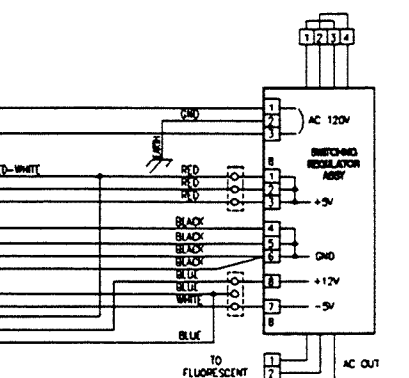 1 2 3 4
1
GND 2 AC 120V
3
EARTH
8
SWITCHING
REGULATOR
ASSY
D-WHITE RED 1
RED 2
RED 3 +5V
BLACK 4
BLACK 5
BLACK 6 GND
BLACK
BLUE 8 +12V
BLUE
WHITE 7 -5V
8
BLUE
TO
FLUORESCENT
1
2
AC OUT